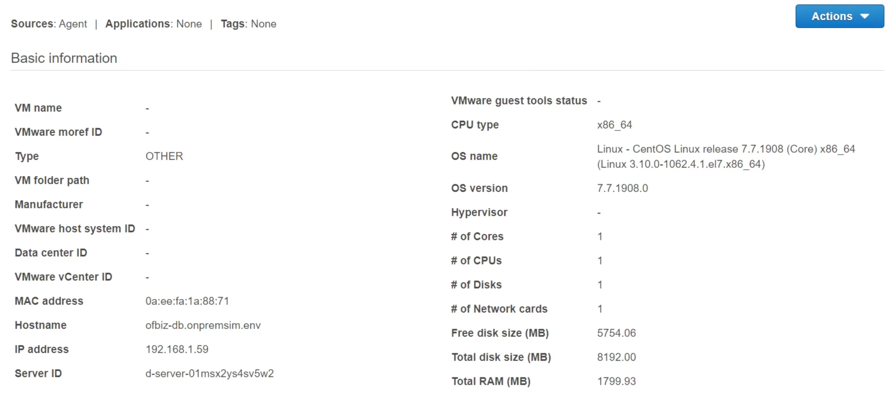 Sources: Agent | Applications: None | Tags: None
Actions
Basic information
VM name -
VMware moref ID -
Type OTHER
VM folder path -
Manufacturer -
VMware host system ID -
Data center ID -
VMware vCenter ID -
MAC address 0a:ee:fa:1a:88:71
Hostname ofbiz-db.onpremsim.env
IP address 192.168.1.59
Server ID d-server-01msx2ys4sv5w2
VMware guest tools status -
CPU type x86_64
OS name Linux - CentOS Linux release 7.7.1908 (Core) x86_64
(Linux 3.10.0-1062.4.1.el7.x86_64)
OS version 7.7.1908.0
Hypervisor -
# of Cores 1
# of CPUs 1
# of Disks 1
# of Network cards 1
Free disk size (MB) 5754.06
Total disk size (MB) 8192.00
Total RAM (MB) 1799.93